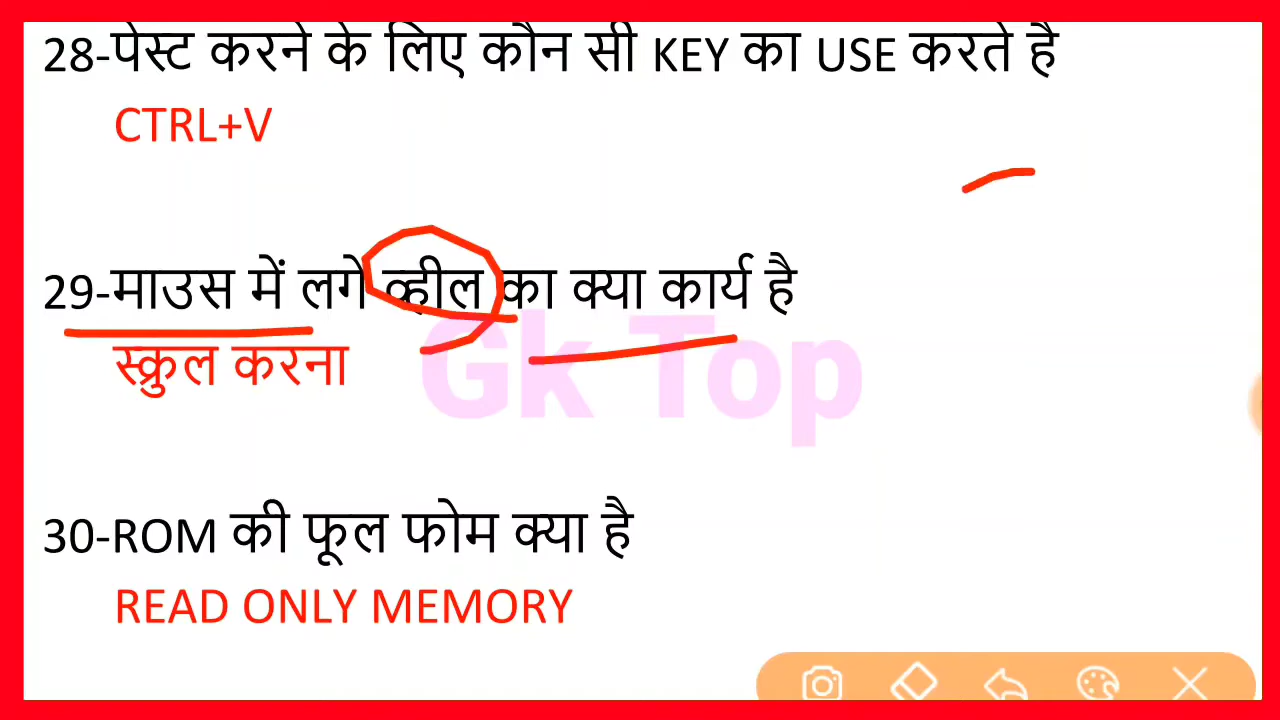 28-पेस्ट करने के लिए कौन सी KEY का USE करते है
CTRL+V
29-माउस में लगे व्हील का क्या कार्य है
स्क्रुल करना
Gk Top
30-ROM की फूल फोम क्या है
READ ONLY MEMORY